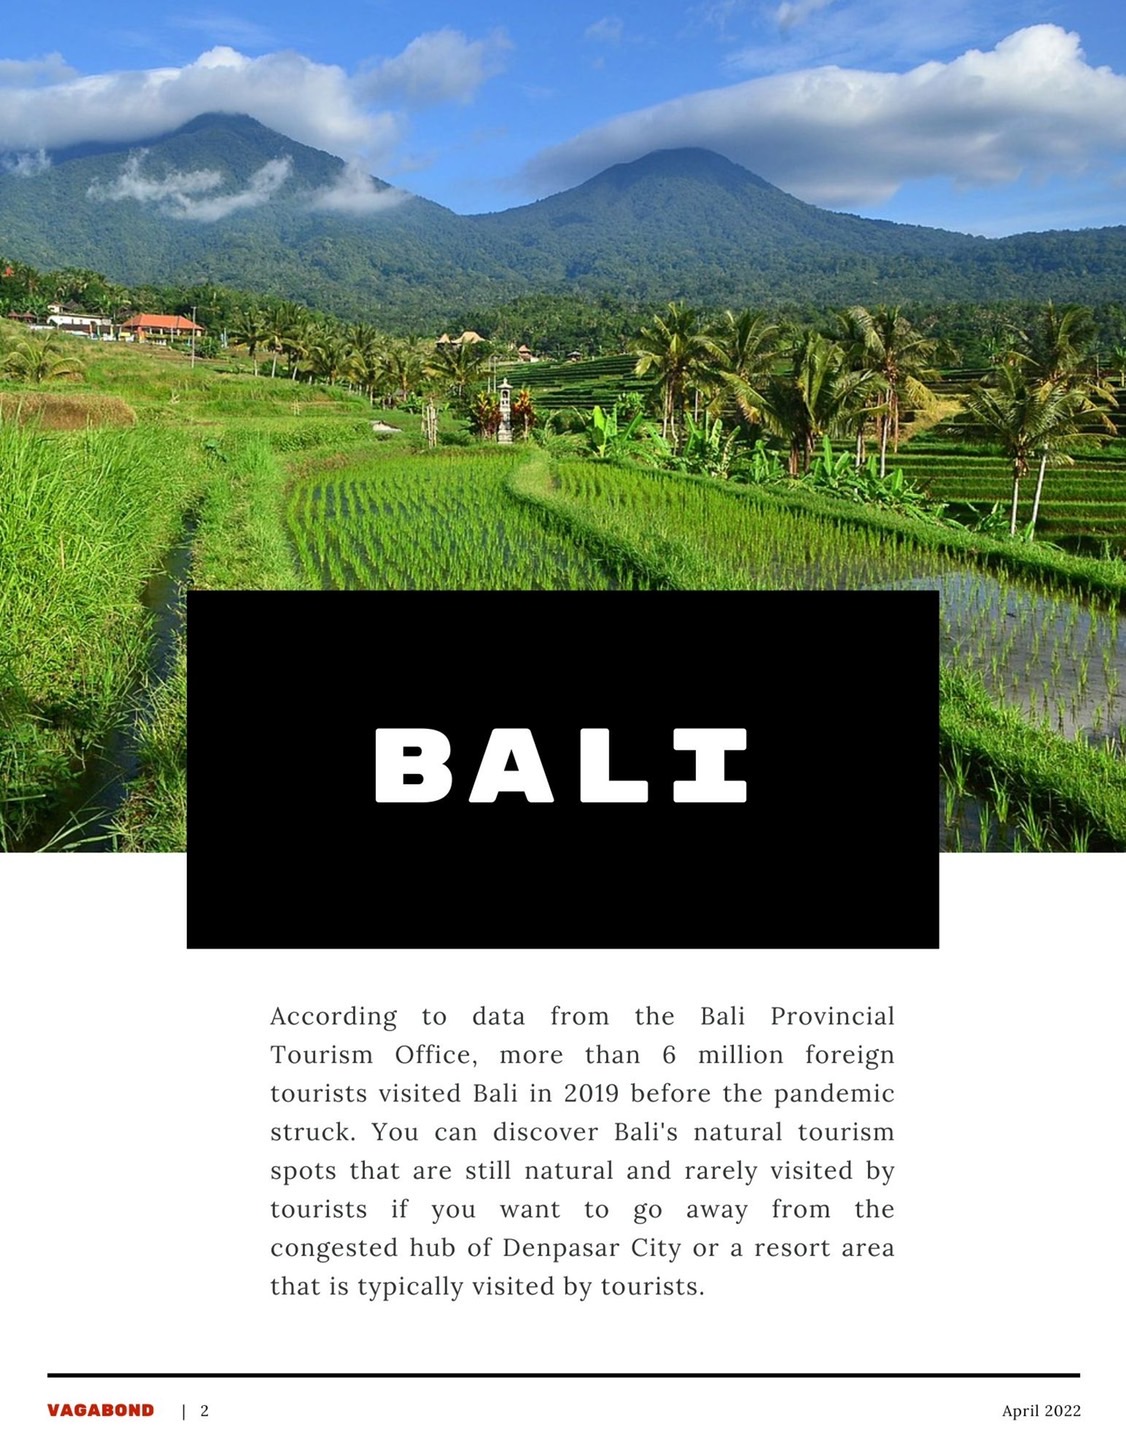 BALI
According to data from the Bali Provincial
Tourism Office, more than 6 million foreign
tourists visited Bali in 2019 before the pandemic
struck. You can discover Bali's natural tourism
spots that are still natural and rarely visited by
tourists if you want to go away from the
congested hub of Denpasar City or a resort area
that is typically visited by tourists.
VAGABOND | 2 April 2022